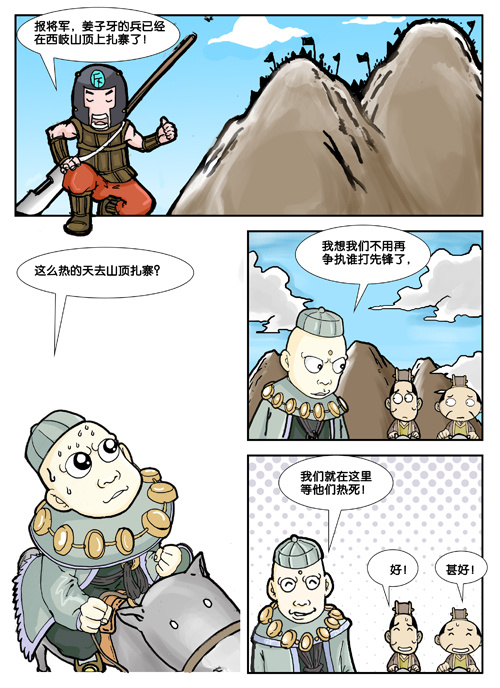 报将军，姜子牙的兵已经
在西岐山顶上扎寨了！
斥
这么热的天去山顶扎寨？
我想我们不用再
争执谁打先锋了，
我们就在这里
等他们热死！
好！
甚好！